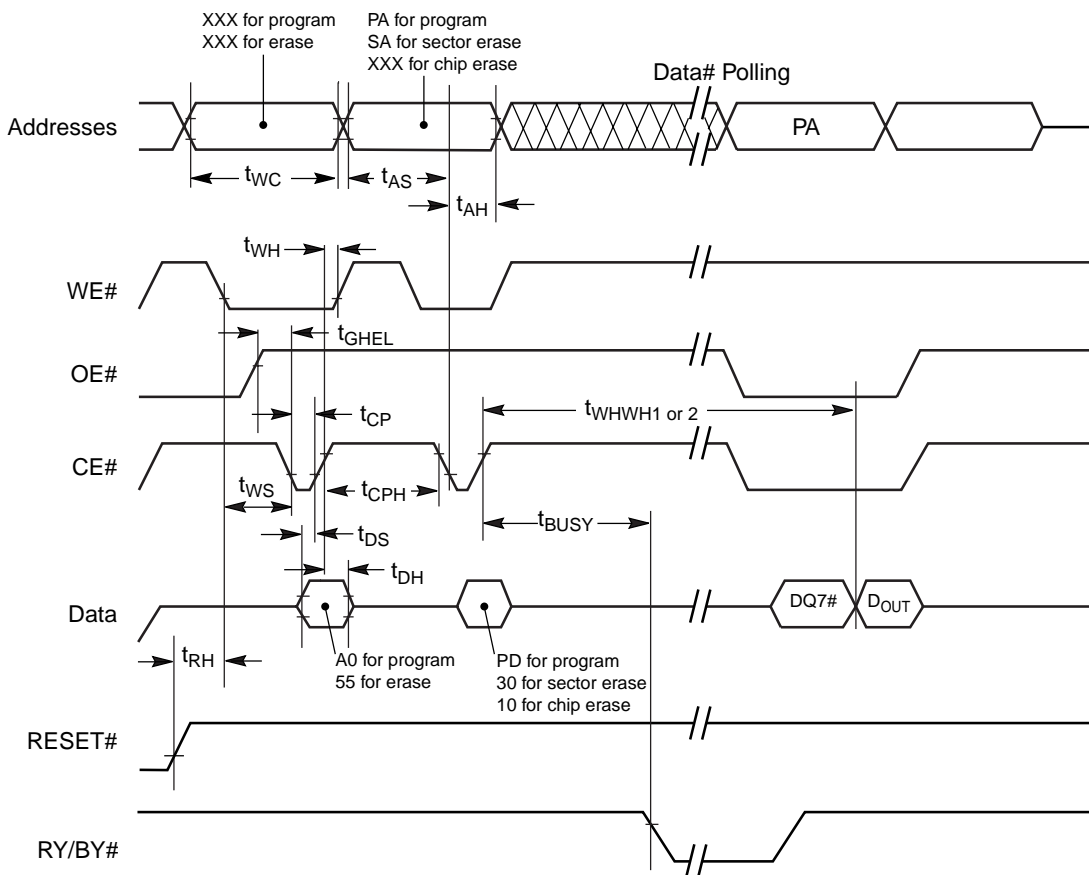 XXX for program
XXX for erase
PA for program
SA for sector erase
XXX for chip erase
Data# Polling
Addresses
PA
tWC
tAS
tAH
tWH
WE#
tGHEL
OE#
tWHWH1 or 2
tCP
CE#
tWS
tCPH
tBUSY
tDS
tDH
Data
DQ7#
DOUT
tRH
A0 for program
55 for erase
PD for program
30 for sector erase
10 for chip erase
RESET#
RY/BY#